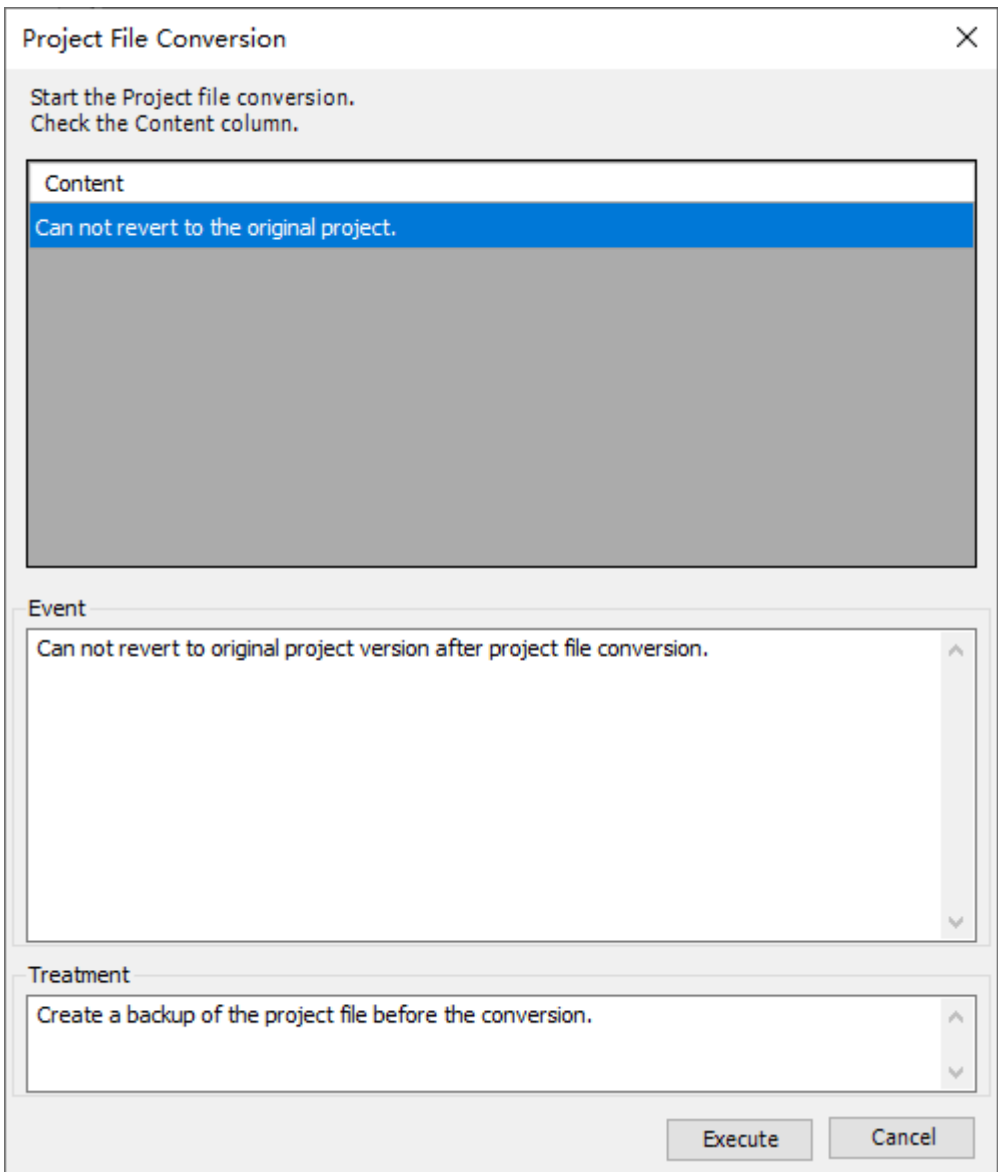 Project File Conversion
Start the Project file conversion.
Check the Content column.
Content
Can not revert to the original project.
Event
Can not revert to original project version after project file conversion.
Treatment
Create a backup of the project file before the conversion.
Execute
Cancel